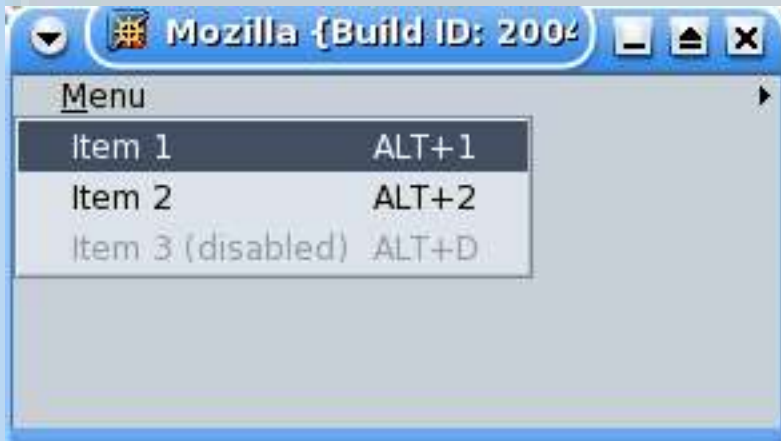 Mozilla {Build ID: 2004
Menu
Item 1 ALT+1
Item 2 ALT+2
Item 3 (disabled) ALT+D